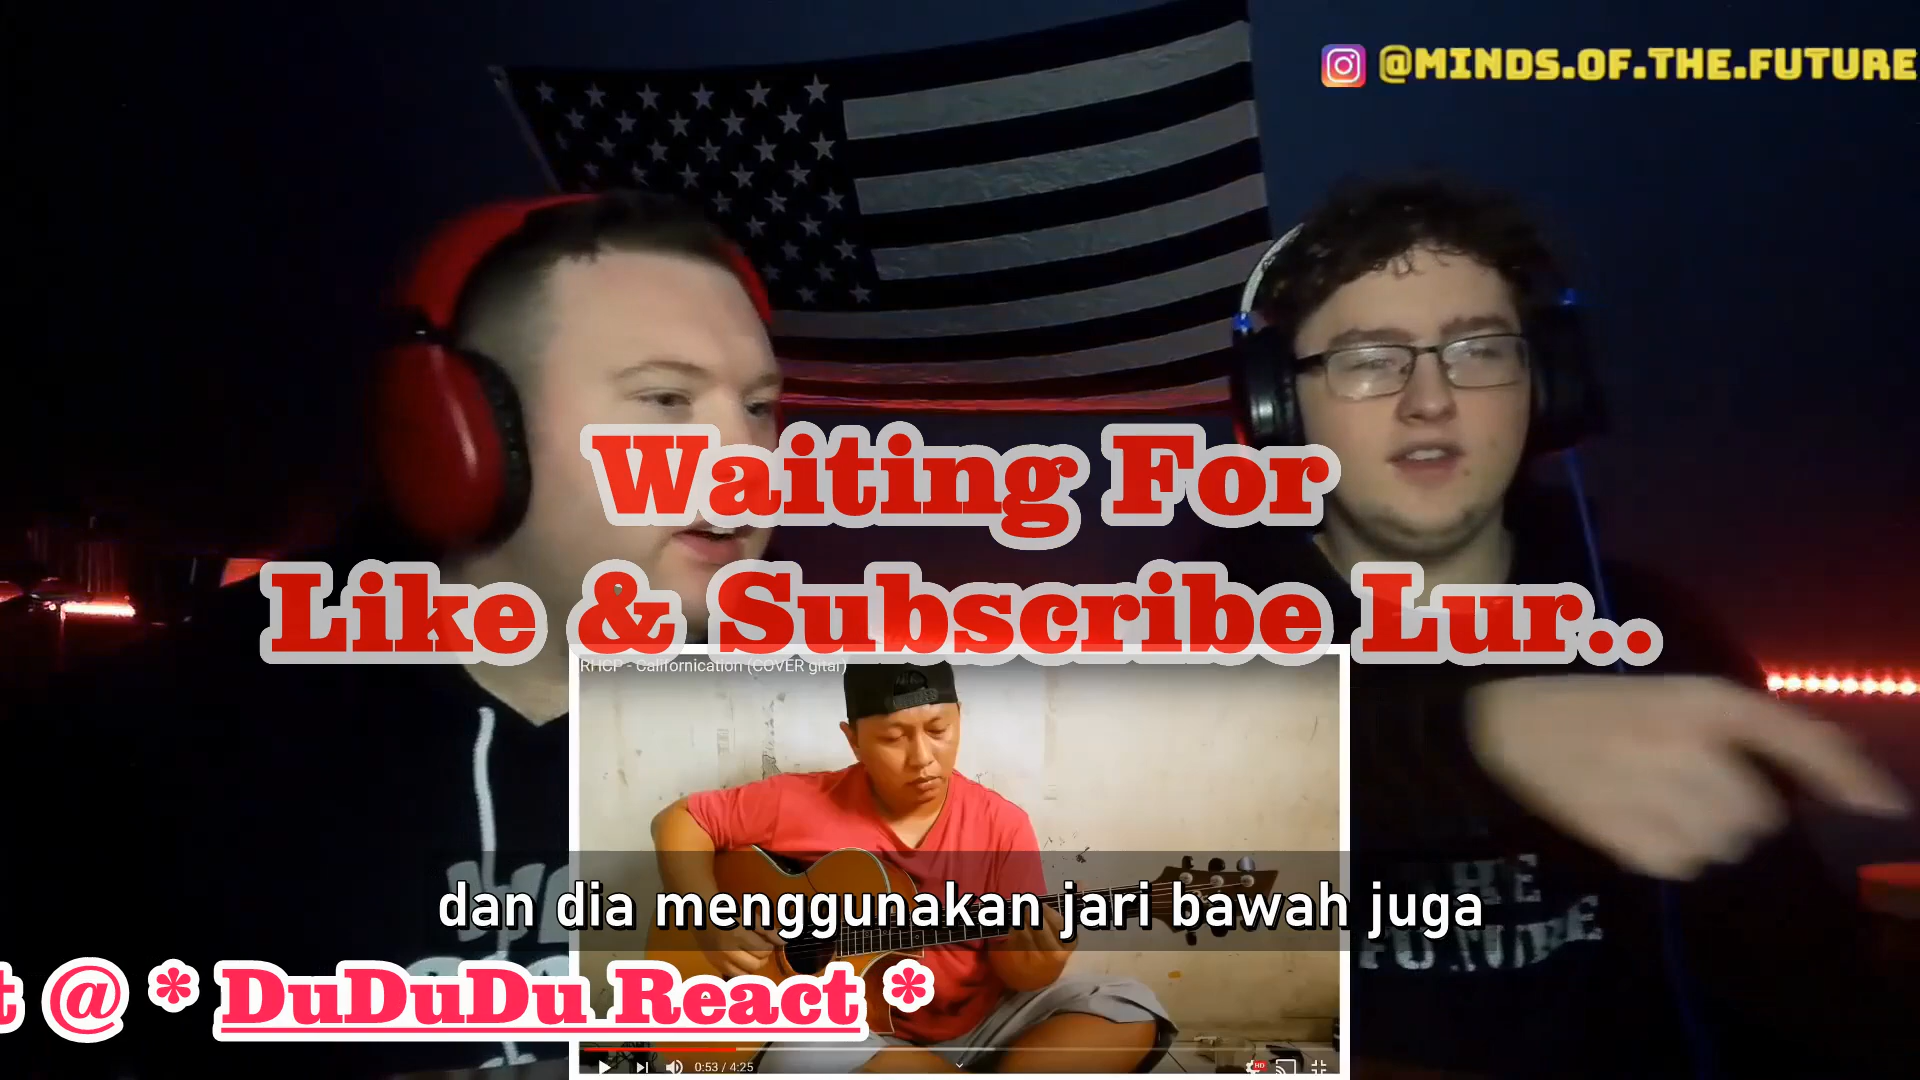 @MINDS.OF.THE.FUTURE
Waiting For
Like & Subscribe Lur..
RHCP - Californication (COVER gitar)
dan dia menggunakan jari bawah juga
t @ * DuDuDu React *
0:53 / 4:25
HD